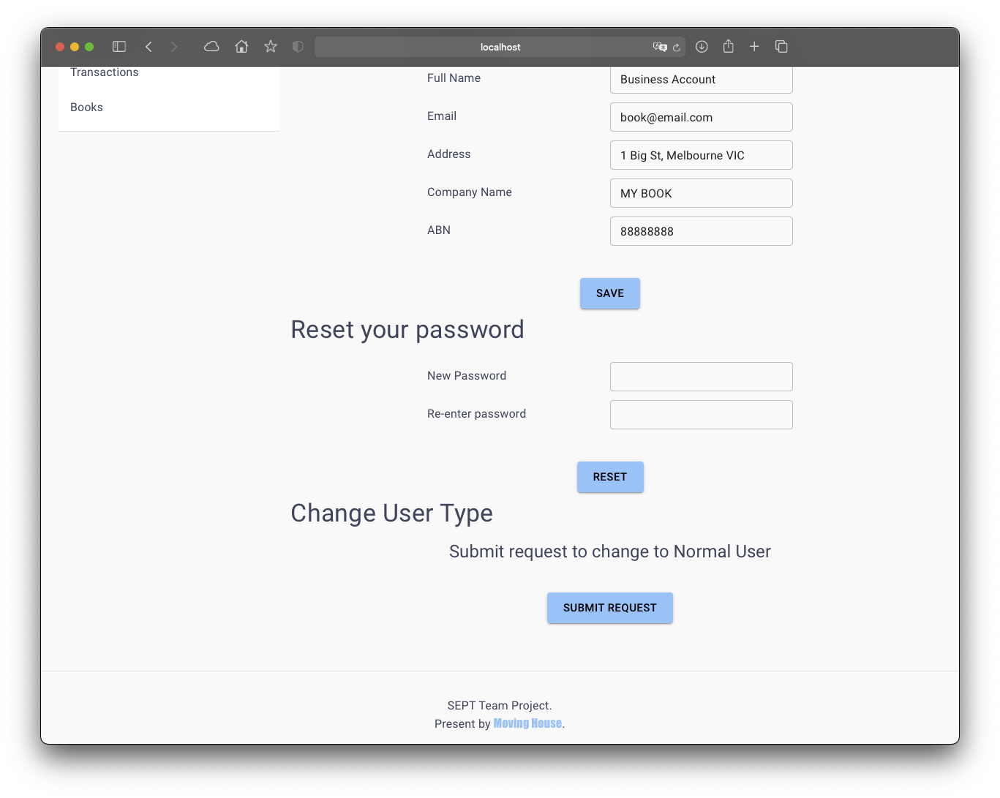 localhost
Transactions
Books
Full Name Business Account
Email book@email.com
Address 1 Big St, Melbourne VIC
Company Name MY BOOK
ABN 88888888
SAVE
Reset your password
New Password
Re-enter password
RESET
Change User Type
Submit request to change to Normal User
SUBMIT REQUEST
SEPT Team Project.
Present by Moving House.